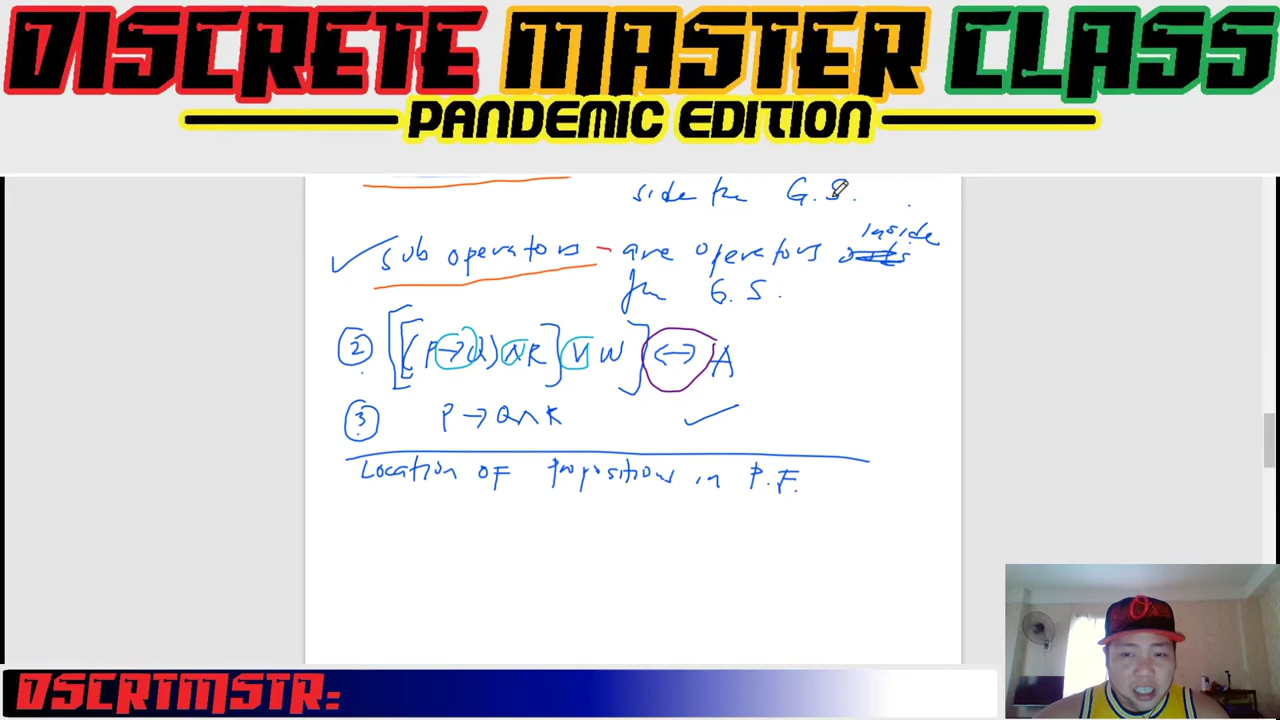 DISCRETE MASTER CLASS
PANDEMIC EDITION
side the G.S.
sub operators - are operators inside
the G.S.
② [[(P→Q)∧R]∨W]↔A
③ P→Q∧R
Location of propositions in P.F.
DSCRTMSTR: